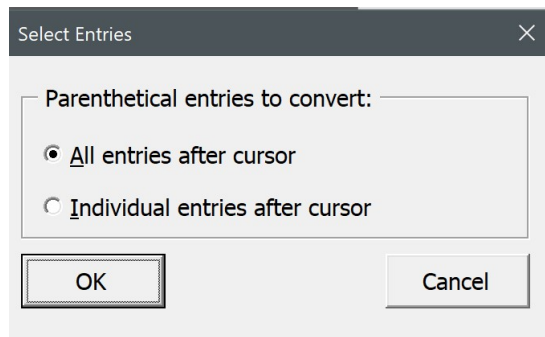 Select Entries
Parenthetical entries to convert:
All entries after cursor
Individual entries after cursor
OK Cancel